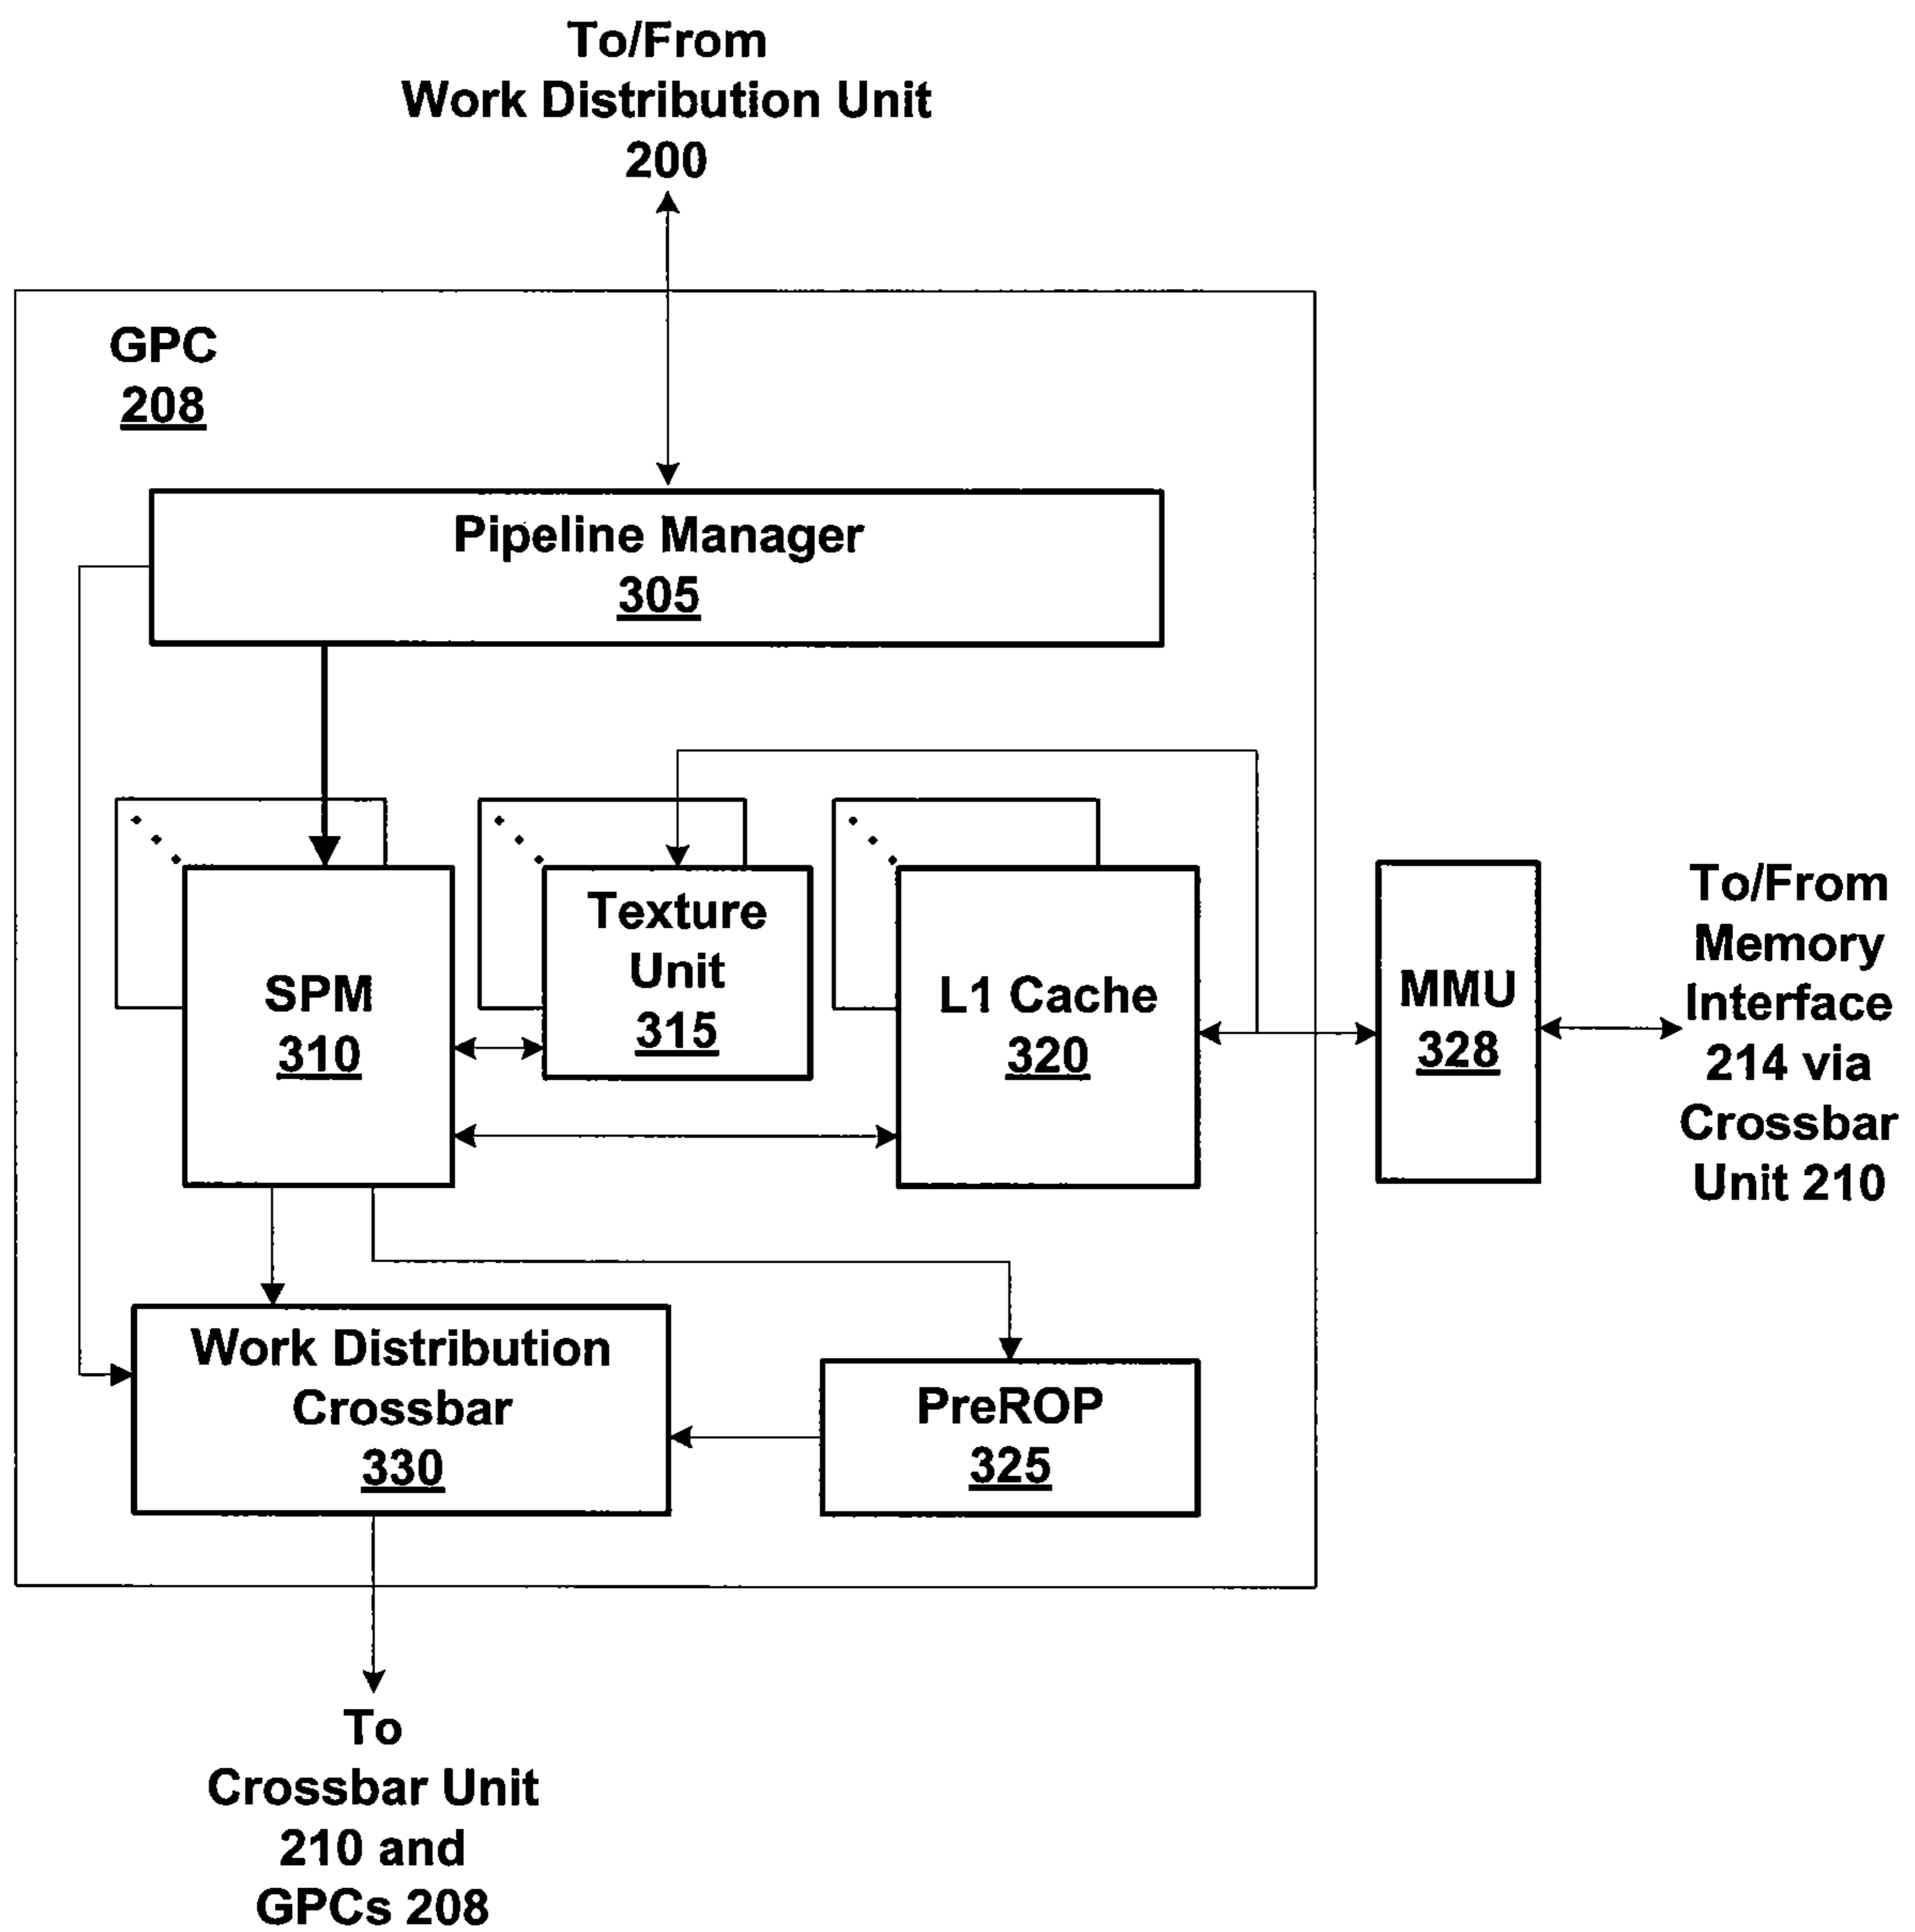 To/From
Work Distribution Unit
200
GPC
208
Pipeline Manager
305
SPM
310
Texture
Unit
315
L1 Cache
320
MMU
328
To/From
Memory
Interface
214 via
Crossbar
Unit 210
Work Distribution
Crossbar
330
PreROP
325
To
Crossbar Unit
210 and
GPCs 208